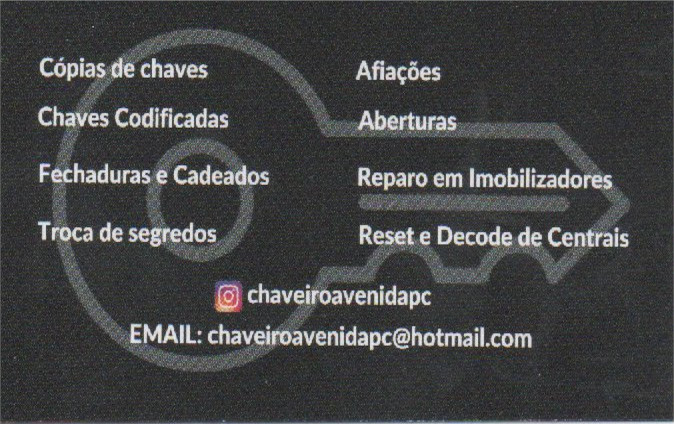 Cópias de chaves
Chaves Codificadas
Fechaduras e Cadeados
Troca de segredos
Afiações
Aberturas
Reparo em Imobilizadores
Reset e Decode de Centrais
chaveiroavenidapc
EMAIL: chaveiroavenidapc@hotmail.com